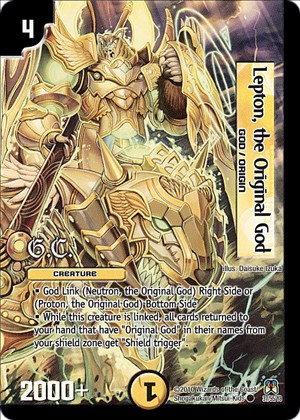 4
Lepton, the Original God
GOD / ORIGIN
Illus. Daisuke Izuka
G.C.
CREATURE
▪ God Link (Neutron, the Original God) Right Side or
(Proton, the Original God) Bottom Side
▪ While this creature is linked, all cards returned to
your hand that have "Original God" in their names from
your shield zone get "Shield trigger".
2000+
1
©2010 Wizards of the Coast/
Shogakukan/Mitsui-Kids